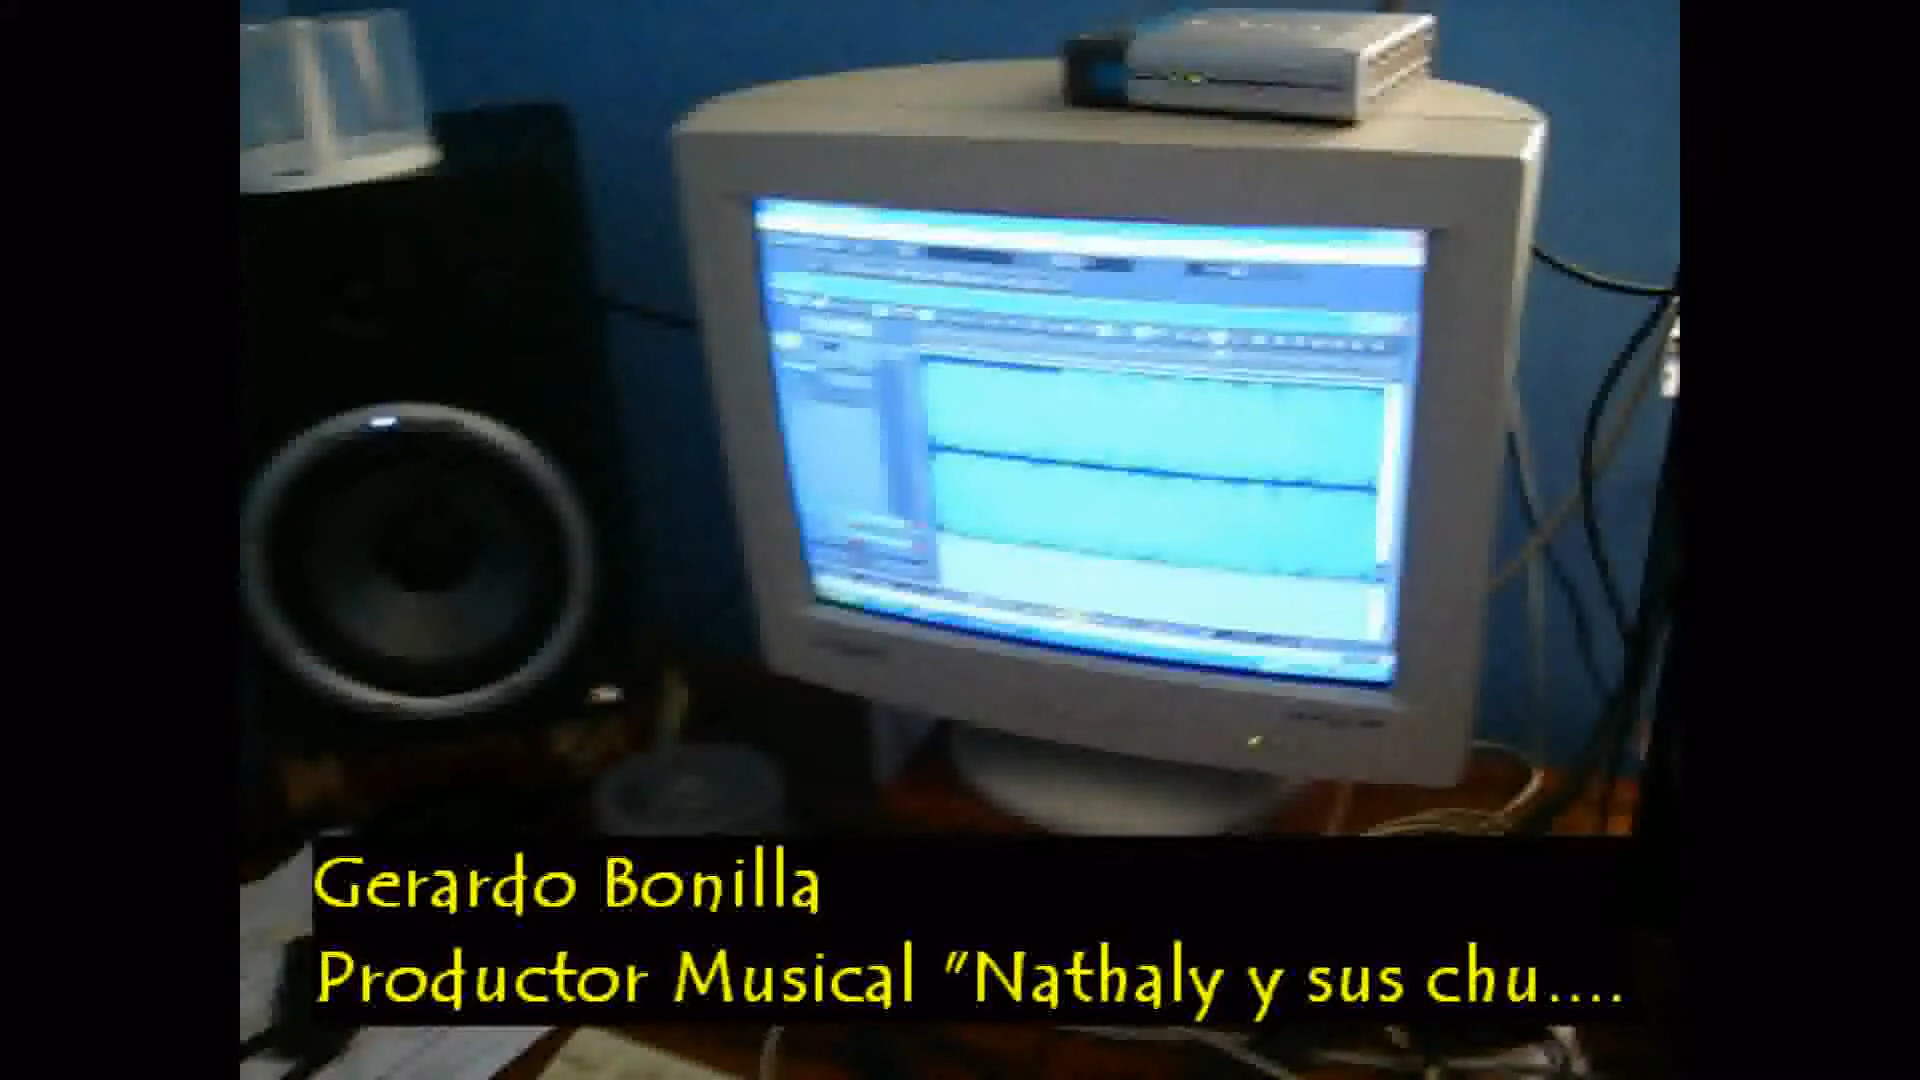 Gerardo Bonilla
Productor Musical "Nathaly y sus chu....